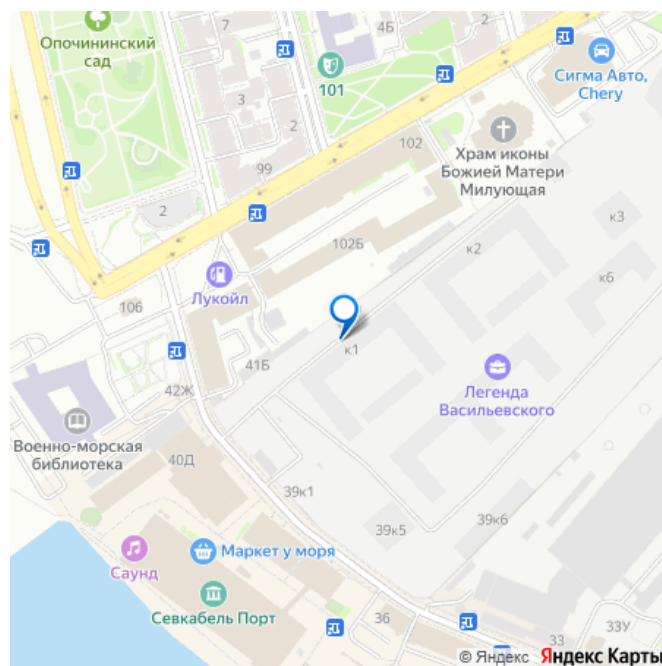 7
4Б
Опочининский
сад
101
Сигма Авто,
Chery
3
2
102
99
Храм иконы
Божией Матери
Милующая
2
к3
к2
102Б
к6
Лукойл
106
к1
41Б
Легенда
Васильевского
42Ж
Военно-морская
библиотека
40Д
39к1
39к5
39к6
Маркет у моря
Саунд
Севкабель Порт
36
33
33У
© Яндекс Яндекс Карты